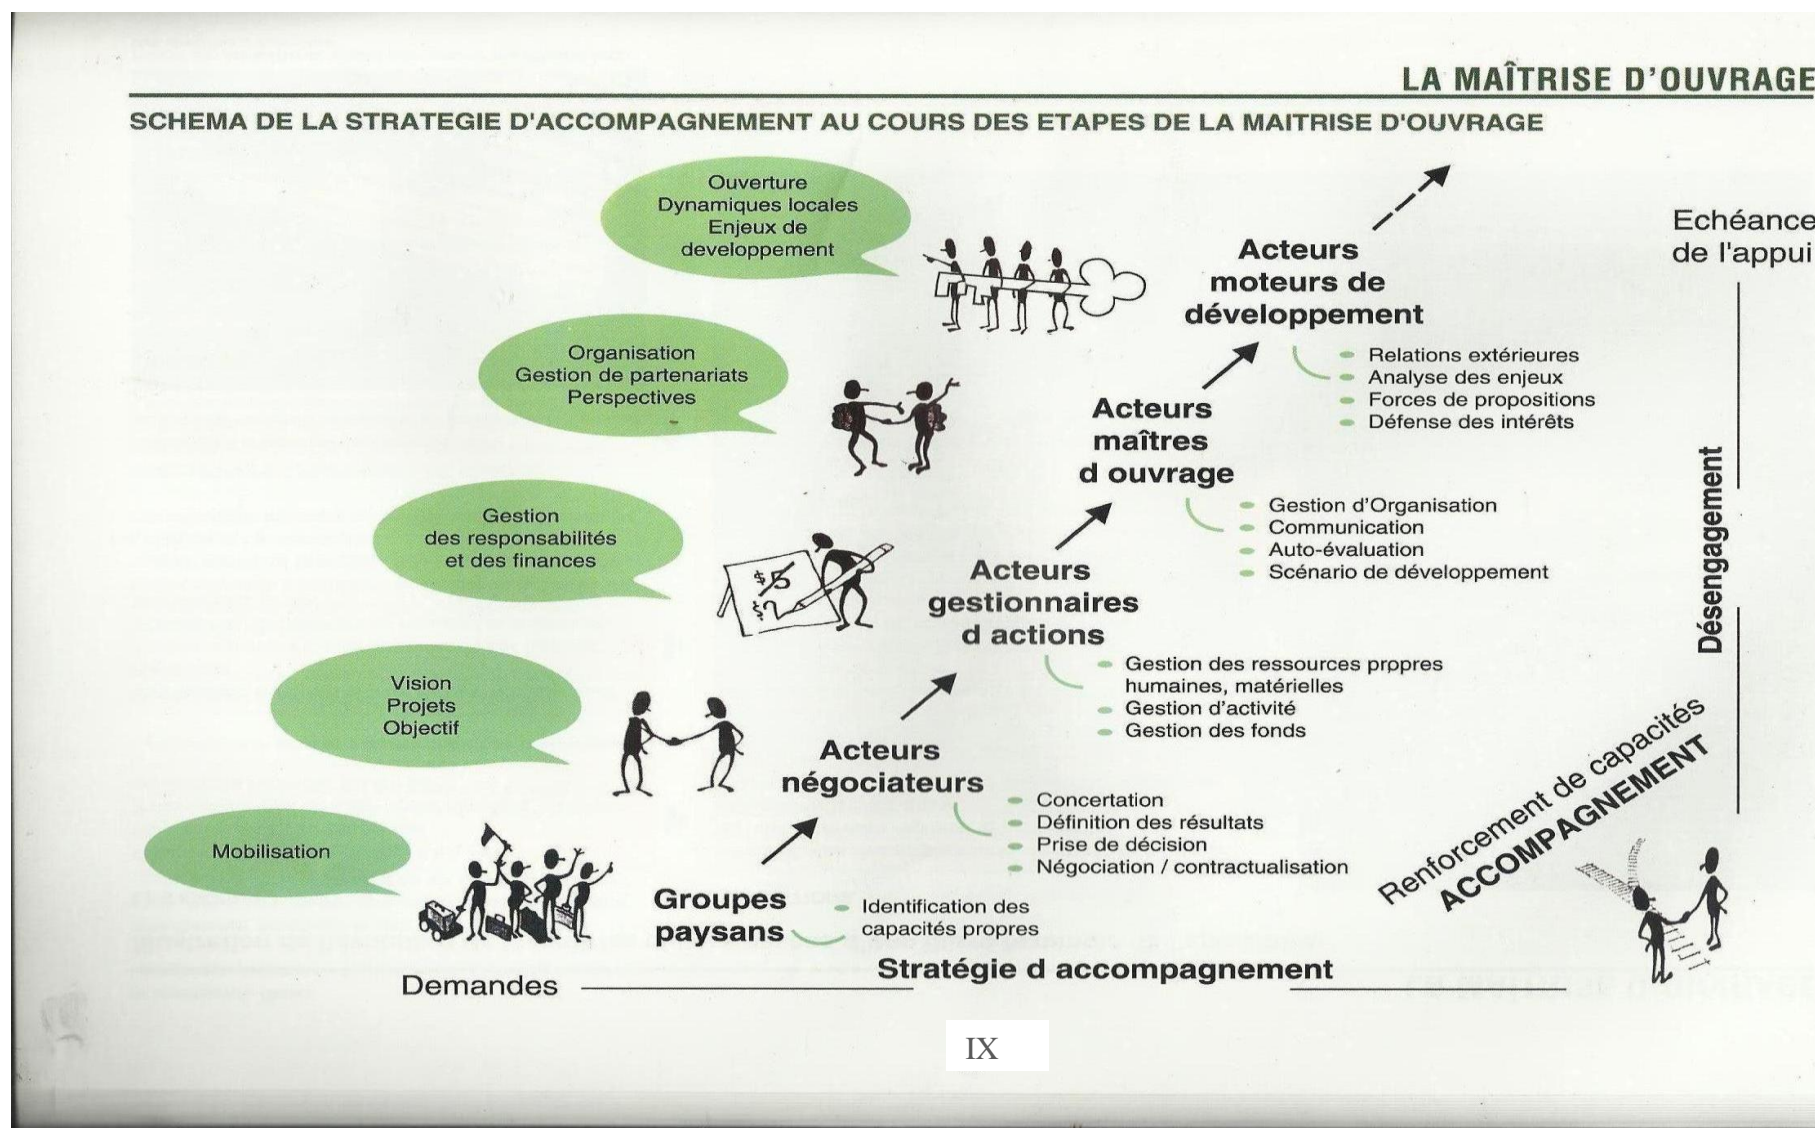 LA MAÎTRISE D'OUVRAGE
SCHEMA DE LA STRATEGIE D'ACCOMPAGNEMENT AU COURS DES ETAPES DE LA MAITRISE D'OUVRAGE
Ouverture
Dynamiques locales
Enjeux de
developpement
Echéance
de l'appui
Acteurs
moteurs de
développement
Relations extérieures
Analyse des enjeux
Forces de propositions
Défense des intérêts
Organisation
Gestion de partenariats
Perspectives
Acteurs
maîtres
d ouvrage
Gestion d'Organisation
Communication
Auto-évaluation
Scénario de développement
Désengagement
Gestion
des responsabilités
et des finances
$ 5
$ 2
Acteurs
gestionnaires
d actions
Gestion des ressources propres
humaines, matérielles
Gestion d'activité
Gestion des fonds
Vision
Projets
Objectif
Acteurs
négociateurs
Concertation
Définition des résultats
Prise de décision
Négociation / contractualisation
Renforcement de capacités
ACCOMPAGNEMENT
Mobilisation
Groupes
paysans
Identification des
capacités propres
Demandes
Stratégie d accompagnement
IX